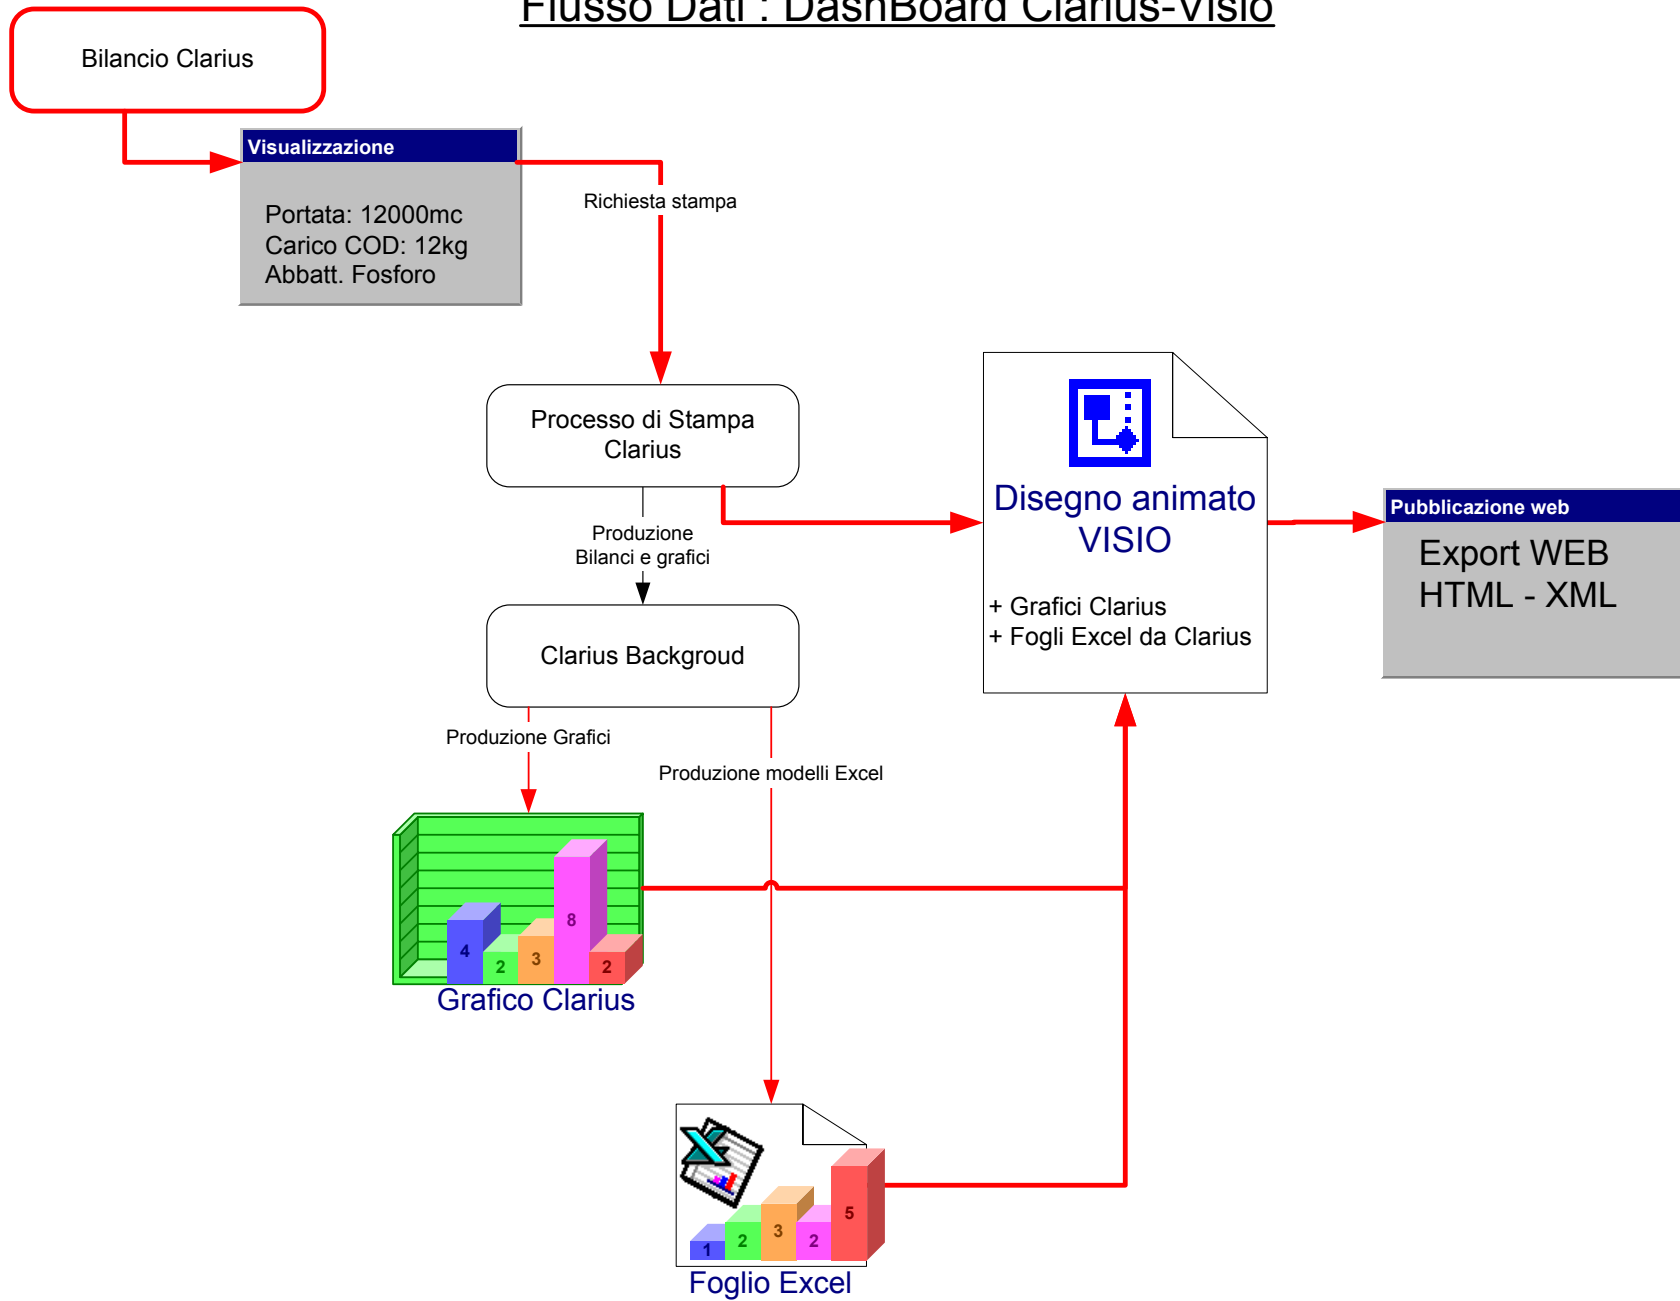 Flusso Dati : DashBoard Clarius-Visio
Bilancio Clarius
Visualizzazione
Portata: 12000mc
Carico COD: 12kg
Abbatt. Fosforo
Richiesta stampa
Processo di Stampa
Clarius
Produzione
Bilanci e grafici
Clarius Backgroud
Disegno animato
VISIO
+ Grafici Clarius
+ Fogli Excel da Clarius
Pubblicazione web
Export WEB
HTML - XML
Produzione Grafici
Produzione modelli Excel
4
2
3
8
2
Grafico Clarius
1
2
3
2
5
Foglio Excel